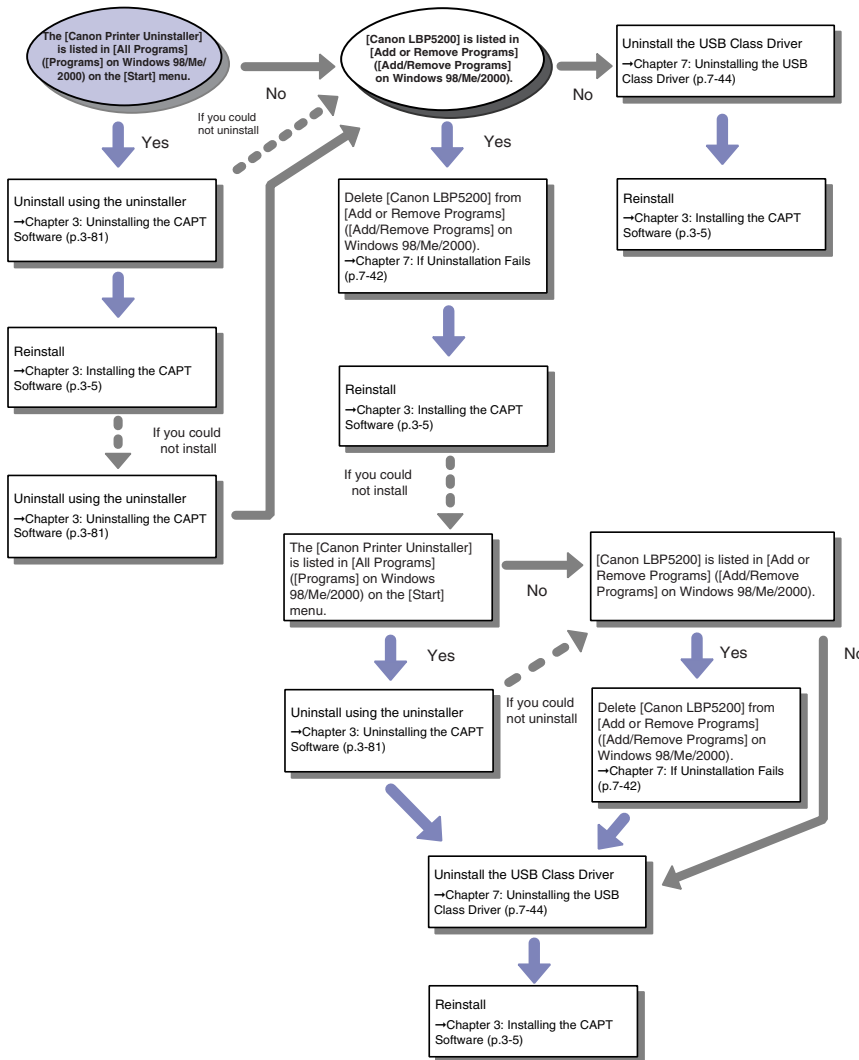 The [Canon Printer Uninstaller]
is listed in [All Programs]
([Programs] on Windows 98/Me/
2000) on the [Start] menu.
No
[Canon LBP5200] is listed in
[Add or Remove Programs]
([Add/Remove Programs]
on Windows 98/Me/2000).
No
Uninstall the USB Class Driver
→Chapter 7: Uninstalling the USB
Class Driver (p.7-44)
Reinstall
→Chapter 3: Installing the CAPT
Software (p.3-5)
Yes
If you could
not uninstall
Uninstall using the uninstaller
→Chapter 3: Uninstalling the CAPT
Software (p.3-81)
Reinstall
→Chapter 3: Installing the CAPT
Software (p.3-5)
If you could
not install
Uninstall using the uninstaller
→Chapter 3: Uninstalling the CAPT
Software (p.3-81)
Yes
Delete [Canon LBP5200] from
[Add or Remove Programs]
([Add/Remove Programs] on
Windows 98/Me/2000).
→Chapter 7: If Uninstallation Fails
(p.7-42)
Reinstall
→Chapter 3: Installing the CAPT
Software (p.3-5)
If you could
not install
The [Canon Printer Uninstaller]
is listed in [All Programs]
([Programs] on Windows
98/Me/2000) on the [Start]
menu.
No
[Canon LBP5200] is listed in [Add or
Remove Programs] ([Add/Remove
Programs] on Windows 98/Me/2000).
Yes
If you could
not uninstall
Yes
No
Uninstall using the uninstaller
→Chapter 3: Uninstalling the CAPT
Software (p.3-81)
Delete [Canon LBP5200] from
[Add or Remove Programs]
([Add/Remove Programs] on
Windows 98/Me/2000).
→Chapter 7: If Uninstallation Fails
(p.7-42)
Uninstall the USB Class Driver
→Chapter 7: Uninstalling the USB
Class Driver (p.7-44)
Reinstall
→Chapter 3: Installing the CAPT
Software (p.3-5)